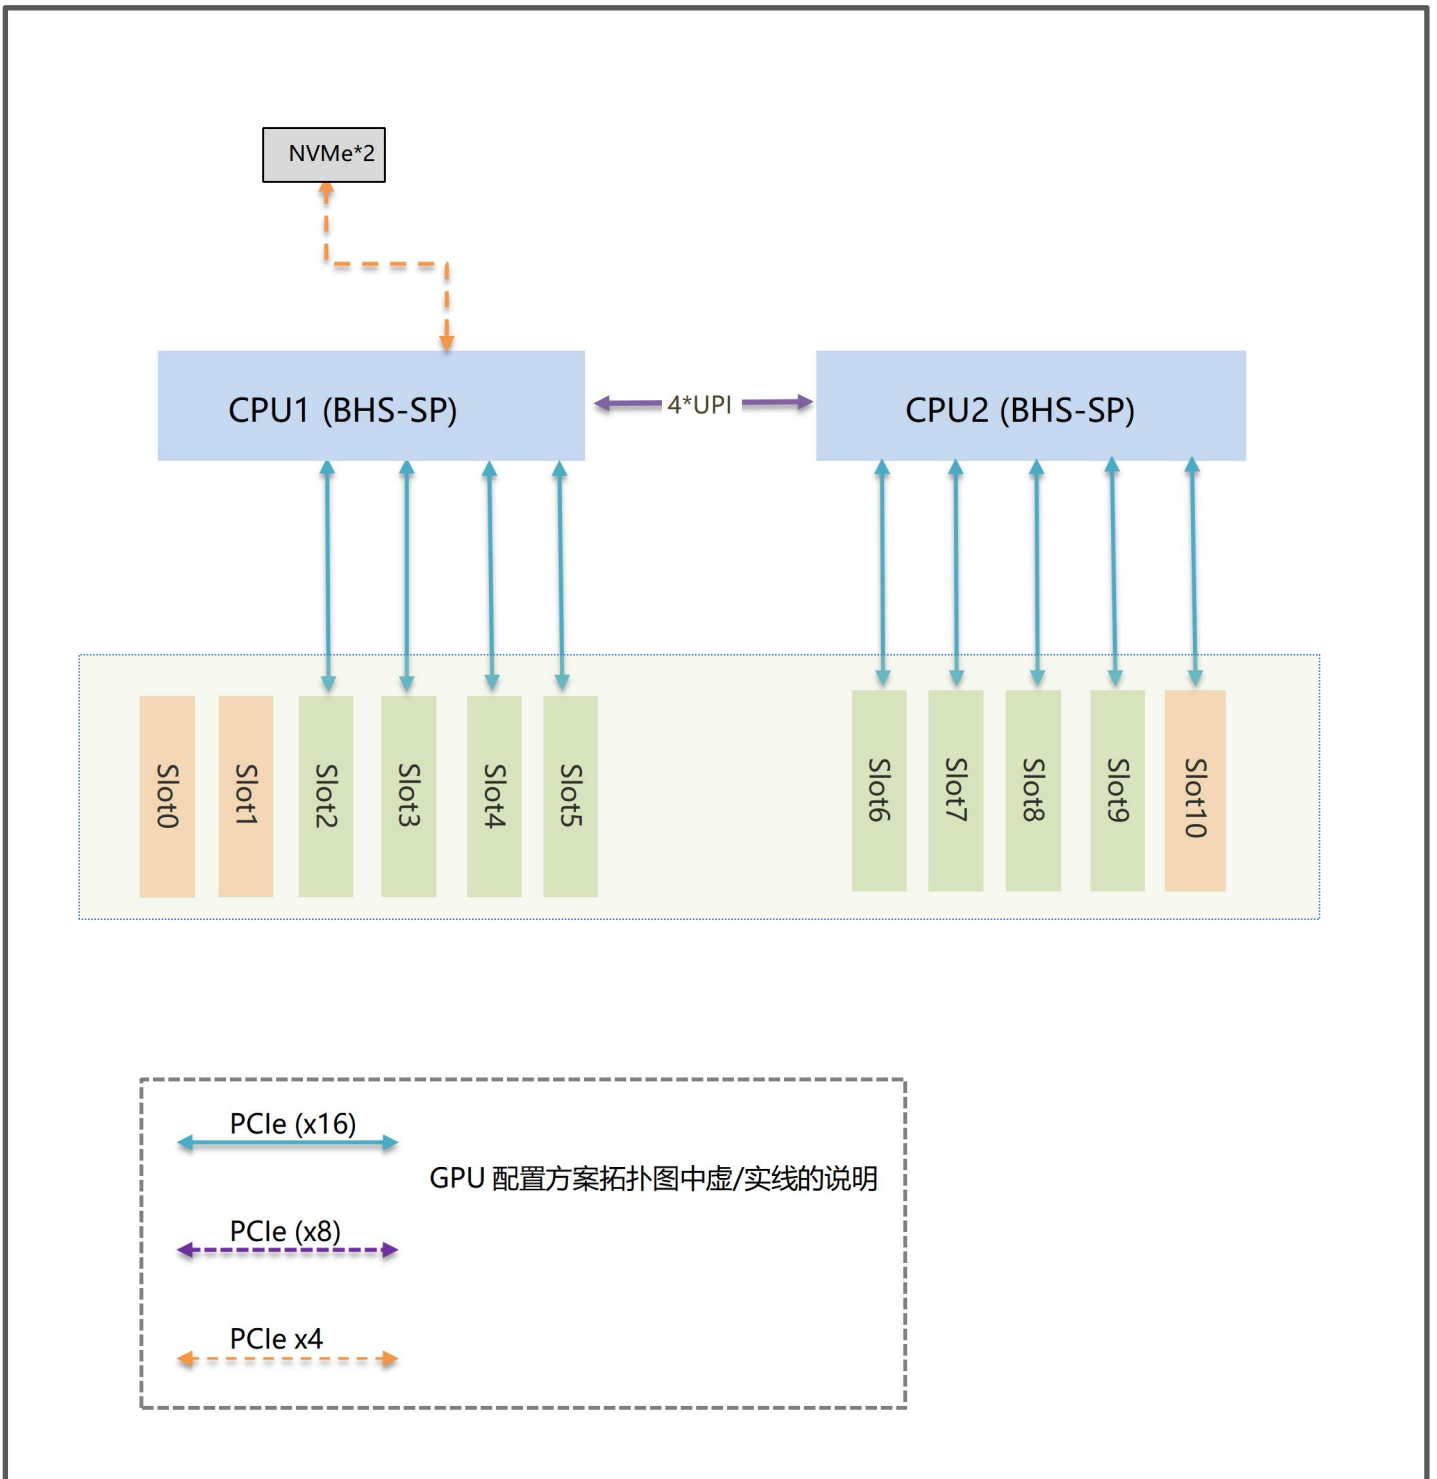 NVMe*2
CPU1 (BHS-SP)
4*UPI
CPU2 (BHS-SP)
Slot0
Slot1
Slot2
Slot3
Slot4
Slot5
Slot6
Slot7
Slot8
Slot9
Slot10
PCIe (x16)
GPU 配置方案拓扑图中虚/实线的说明
PCIe (x8)
PCIe x4